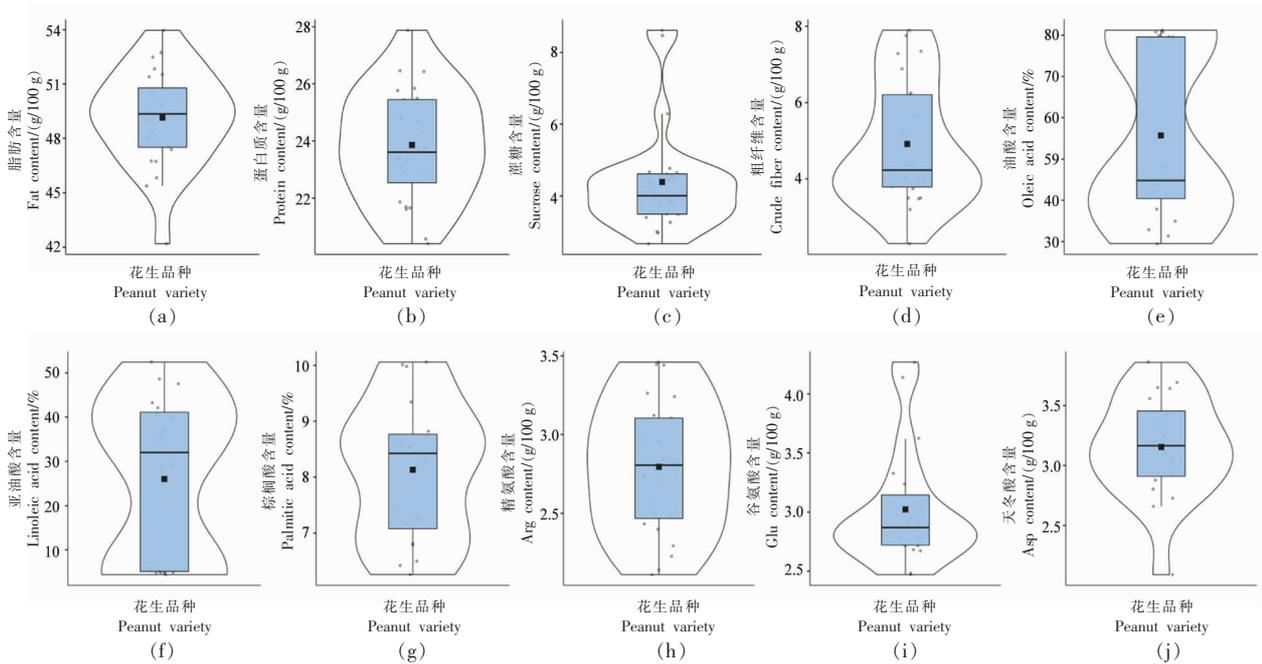 脂肪含量
Fat content/(g/100 g)
54
51
48
45
42
花生品种
Peanut variety
(a)
蛋白质含量
Protein content/(g/100 g)
28
26
24
22
花生品种
Peanut variety
(b)
蔗糖含量
Sucrose content/(g/100 g)
8
6
4
花生品种
Peanut variety
(c)
粗纤维含量
Crude fiber content/(g/100 g)
8
6
4
花生品种
Peanut variety
(d)
油酸含量
Oleic acid content/%
80
70
60
59
40
30
花生品种
Peanut variety
(e)
亚油酸含量
Linoleic acid content/%
50
40
30
20
10
花生品种
Peanut variety
(f)
棕榈酸含量
Palmitic acid content/%
10
9
8
7
花生品种
Peanut variety
(g)
精氨酸含量
Arg content/(g/100 g)
3.5
3.0
2.5
花生品种
Peanut variety
(h)
谷氨酸含量
Glu content/(g/100 g)
4.0
3.5
3.0
2.5
花生品种
Peanut variety
(i)
天冬酸含量
Asp content/(g/100 g)
3.5
3.0
2.5
花生品种
Peanut variety
(j)